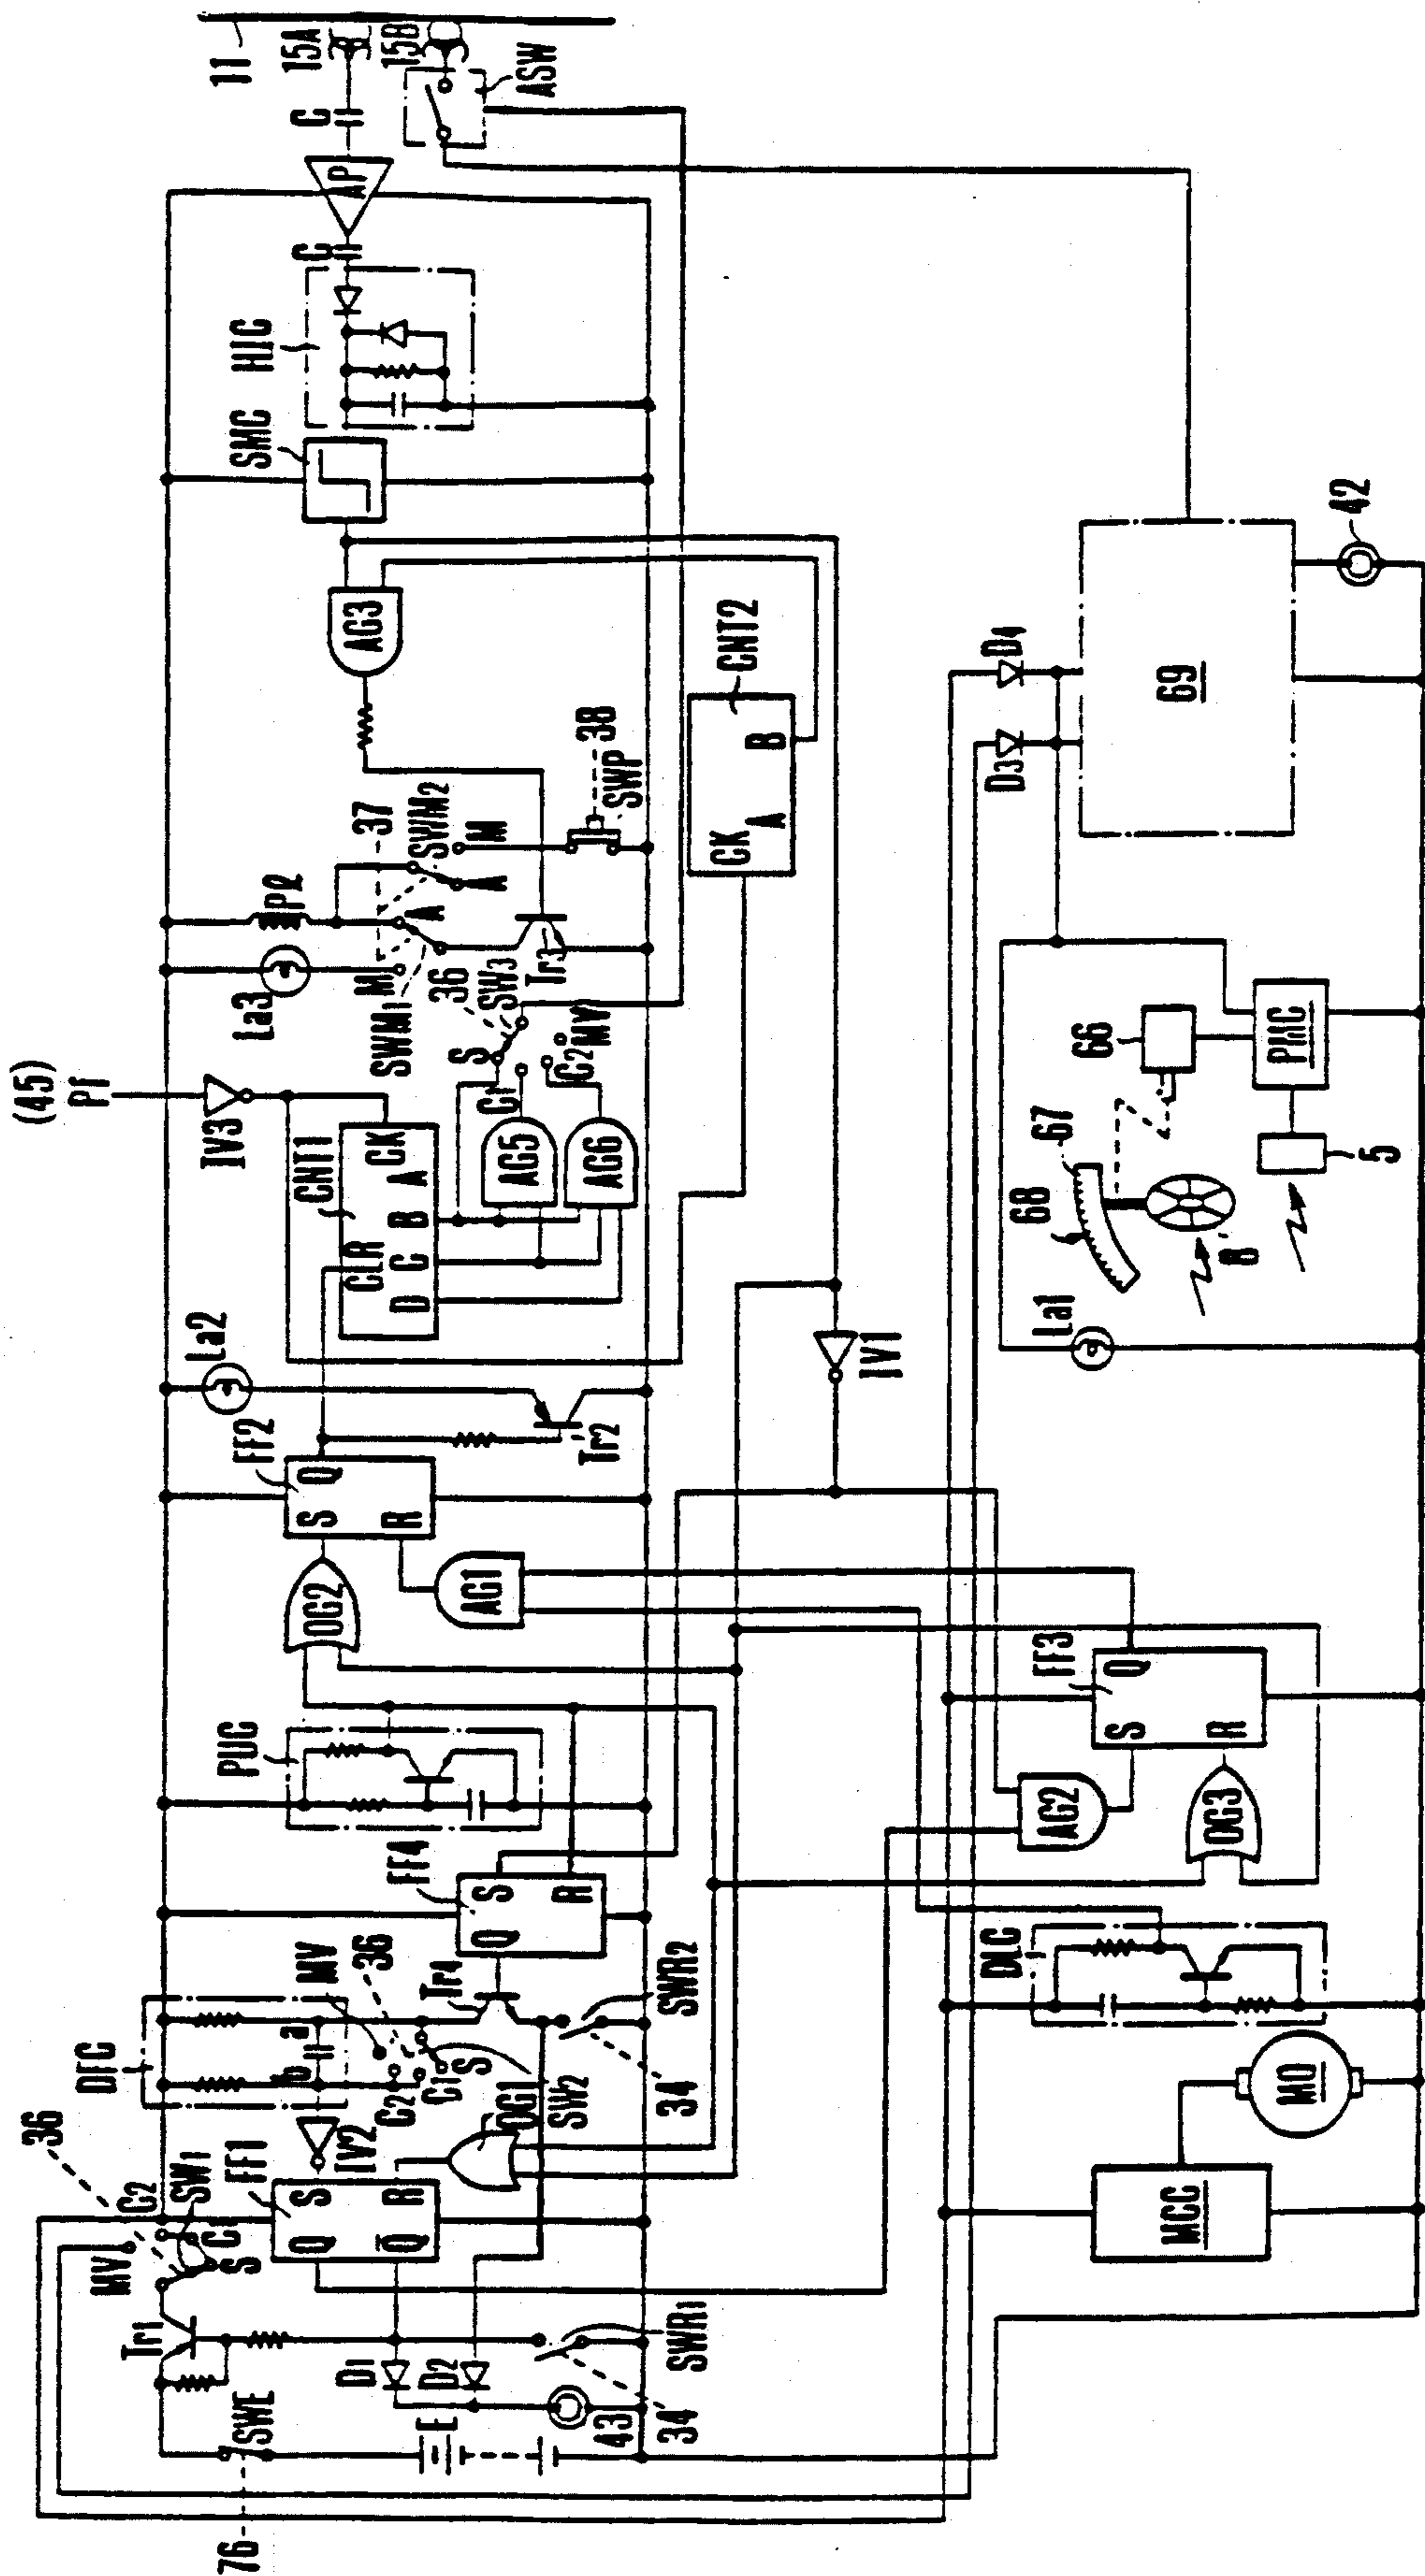 11
15A
15B
ASW
C
AP
C
HIC
SMC
AG3
CNT2
CK
A
B
38
SWP
37
SWM2
M
A
A
Pℓ
La3
M
SWM1
Tr3
36
SW3
S
C1
C2
MV
(45)
Pf
IV3
CNT1
CK
A
B
C
D
CLR
AG5
AG6
La2
FF2
S
Q
R
Tr2
OG2
AG1
IV1
PUC
FF4
S
Q
R
DFC
a
b
MV
36
Tr4
C2
C1
S
SW2
SWR2
34
OG1
IV2
FF1
S
R
Q
Q̅
36
C2
SW1
C1
S
MV
Tr1
D1
D2
SWR1
34
43
E
SWE
76
42
D4
D3
69
66
PMC
5
67
68
8
La1
FF3
Q
S
R
AG2
OG3
DLC
MO
MCC